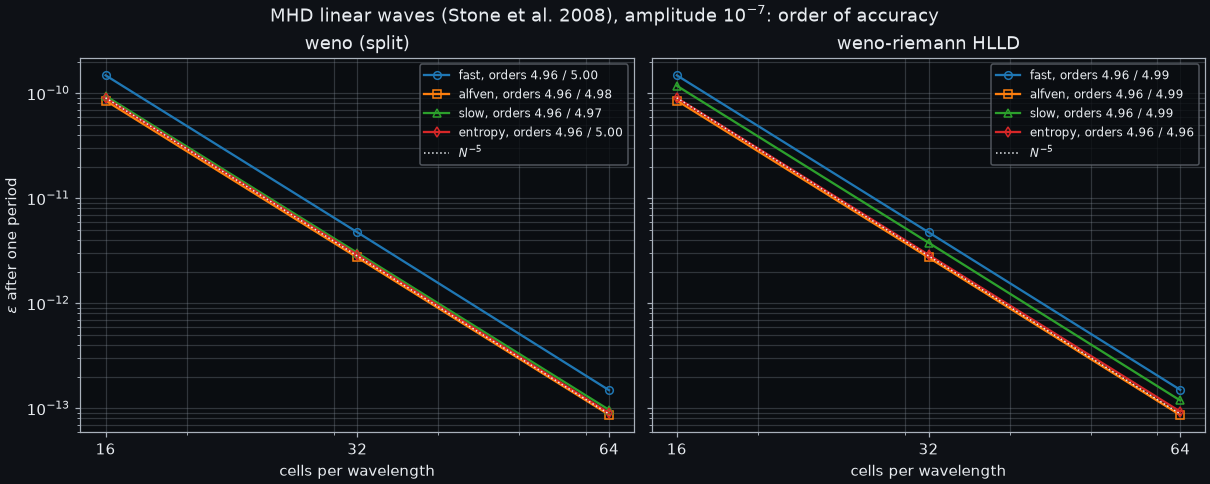 MHD linear waves (Stone et al. 2008), amplitude 10⁻⁷: order of accuracy
weno (split)
fast, orders 4.96 / 5.00
alfven, orders 4.96 / 4.98
slow, orders 4.96 / 4.97
entropy, orders 4.96 / 5.00
N⁻⁵
10⁻¹⁰
10⁻¹¹
10⁻¹²
10⁻¹³
ε after one period
16
32
64
cells per wavelength
weno-riemann HLLD
fast, orders 4.96 / 4.99
alfven, orders 4.96 / 4.99
slow, orders 4.96 / 4.99
entropy, orders 4.96 / 4.96
N⁻⁵
16
32
64
cells per wavelength